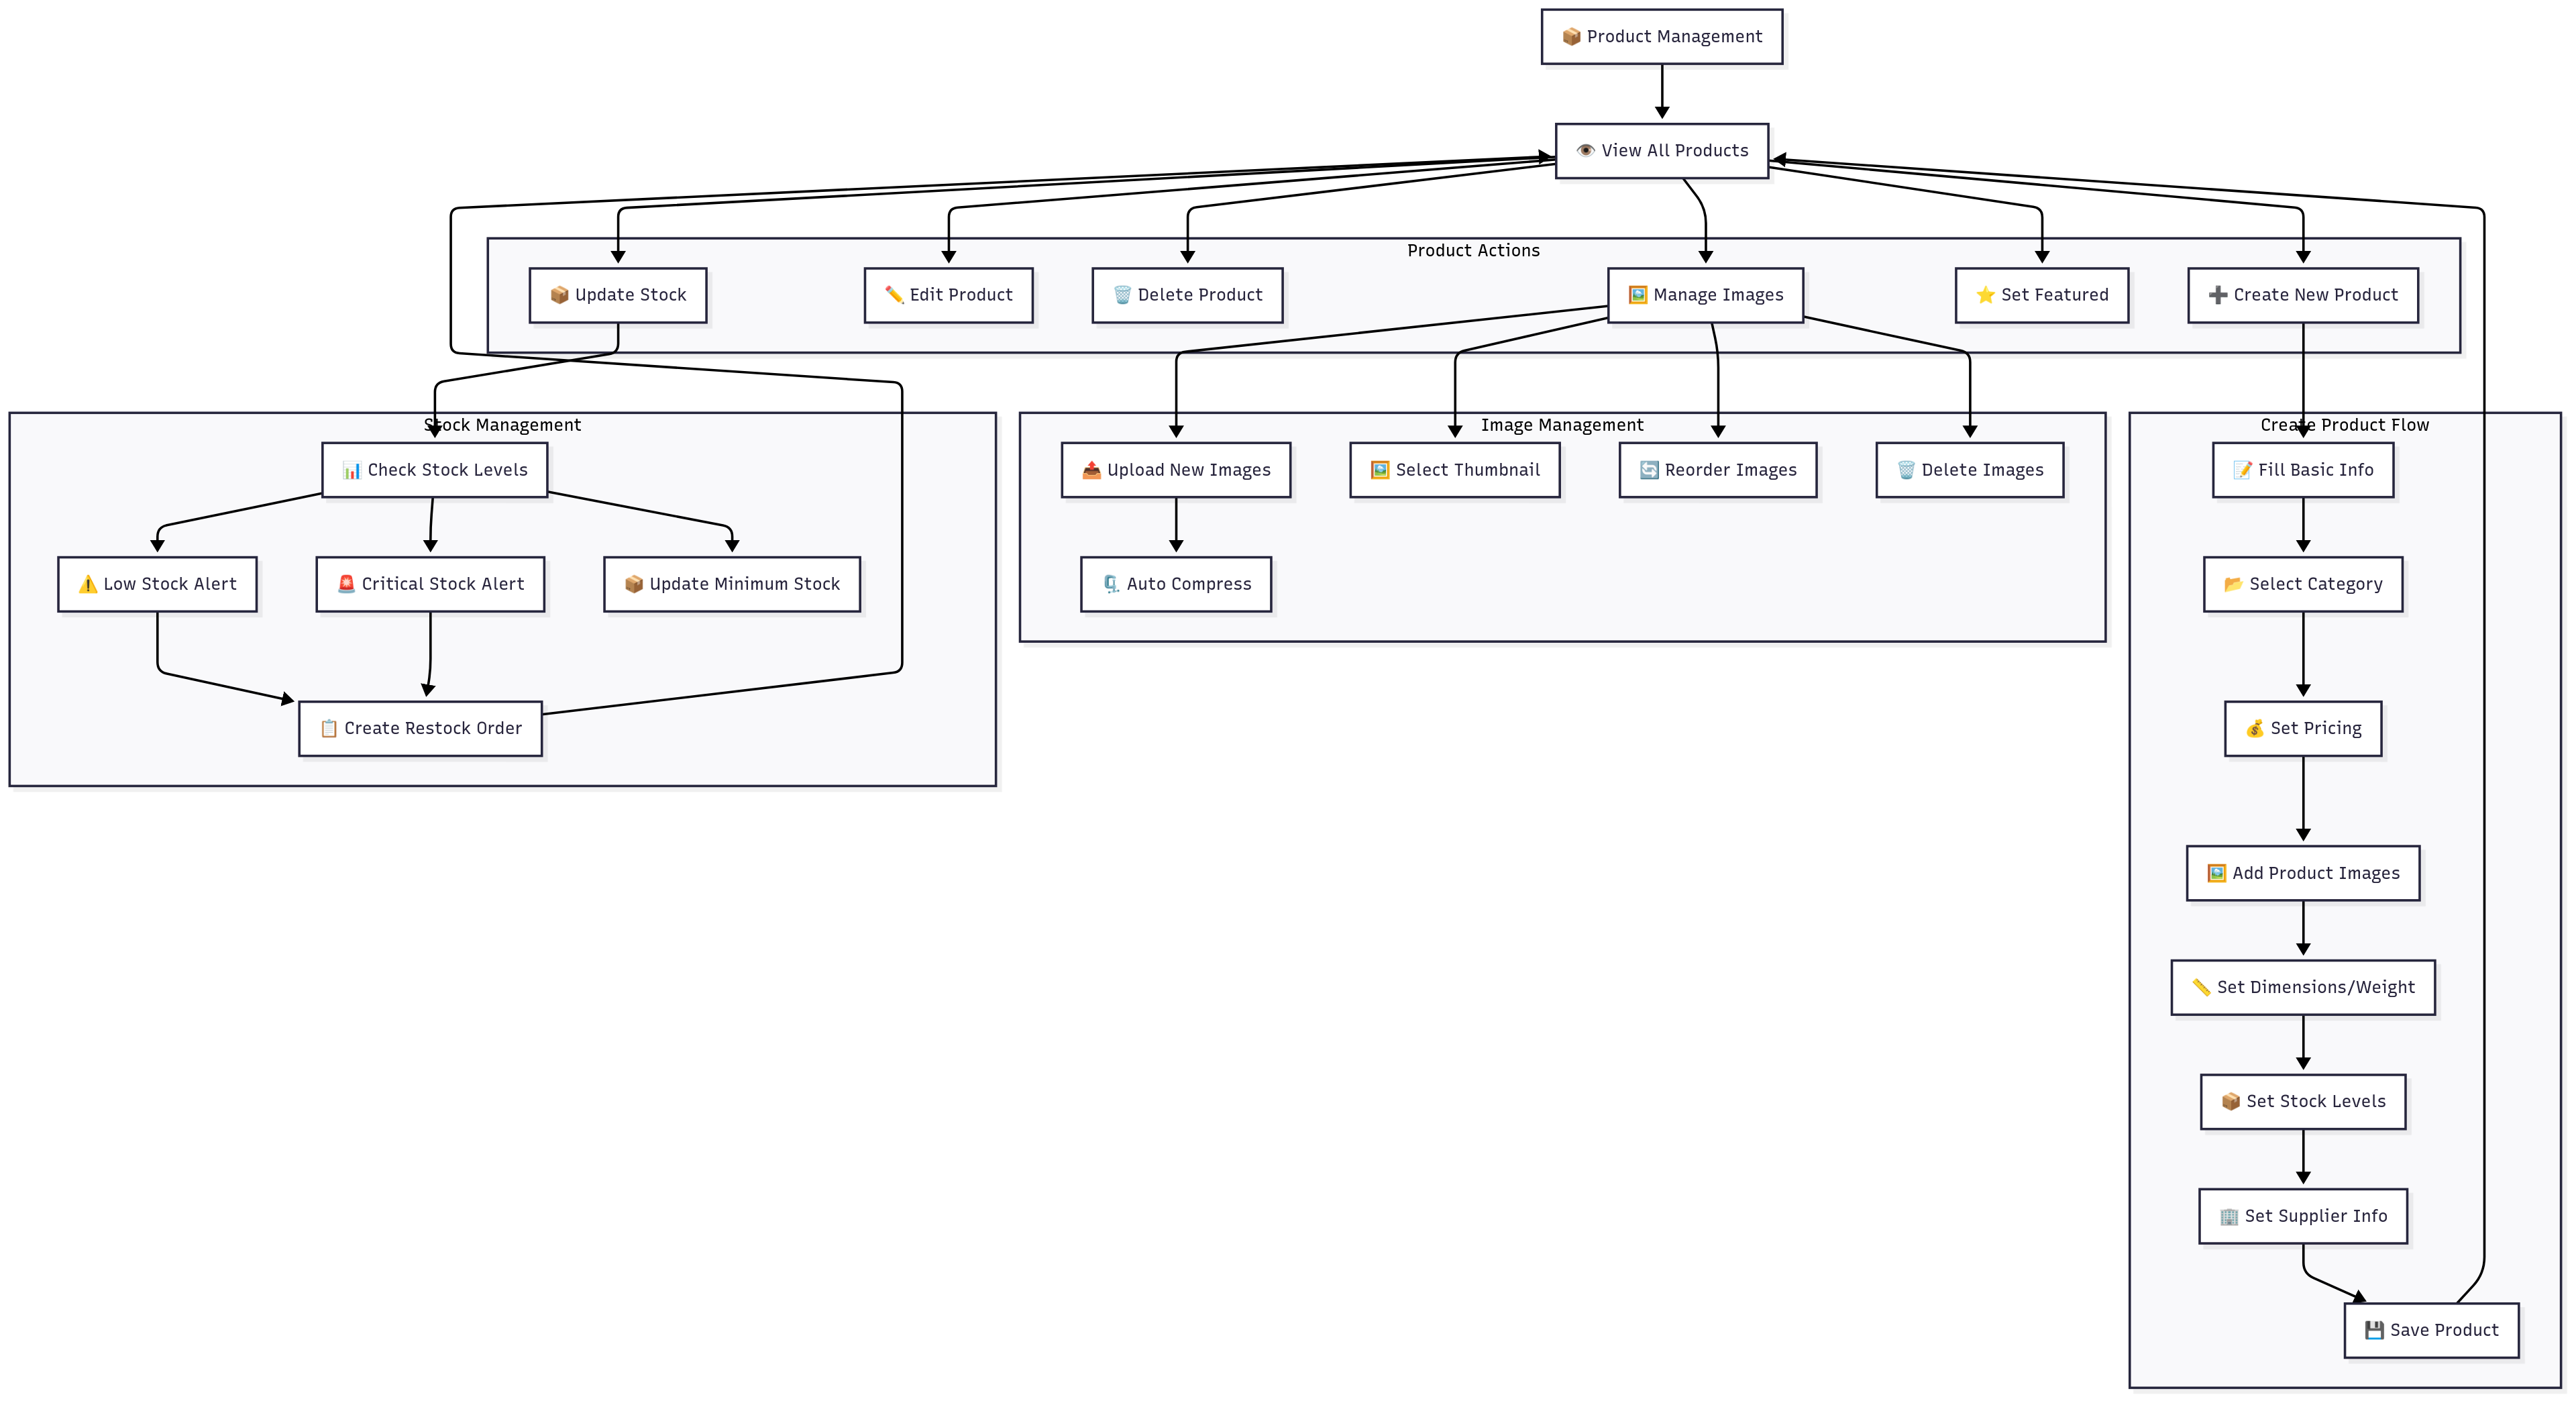 📦 Product Management
👁️ View All Products
Product Actions
📦 Update Stock
✏️ Edit Product
🗑️ Delete Product
🖼️ Manage Images
⭐ Set Featured
➕ Create New Product
Stock Management
📊 Check Stock Levels
⚠️ Low Stock Alert
🚨 Critical Stock Alert
📦 Update Minimum Stock
📋 Create Restock Order
Image Management
📤 Upload New Images
🖼️ Select Thumbnail
🔄 Reorder Images
🗑️ Delete Images
🗜️ Auto Compress
Create Product Flow
📝 Fill Basic Info
📂 Select Category
💰 Set Pricing
🖼️ Add Product Images
📏 Set Dimensions/Weight
📦 Set Stock Levels
🏢 Set Supplier Info
💾 Save Product